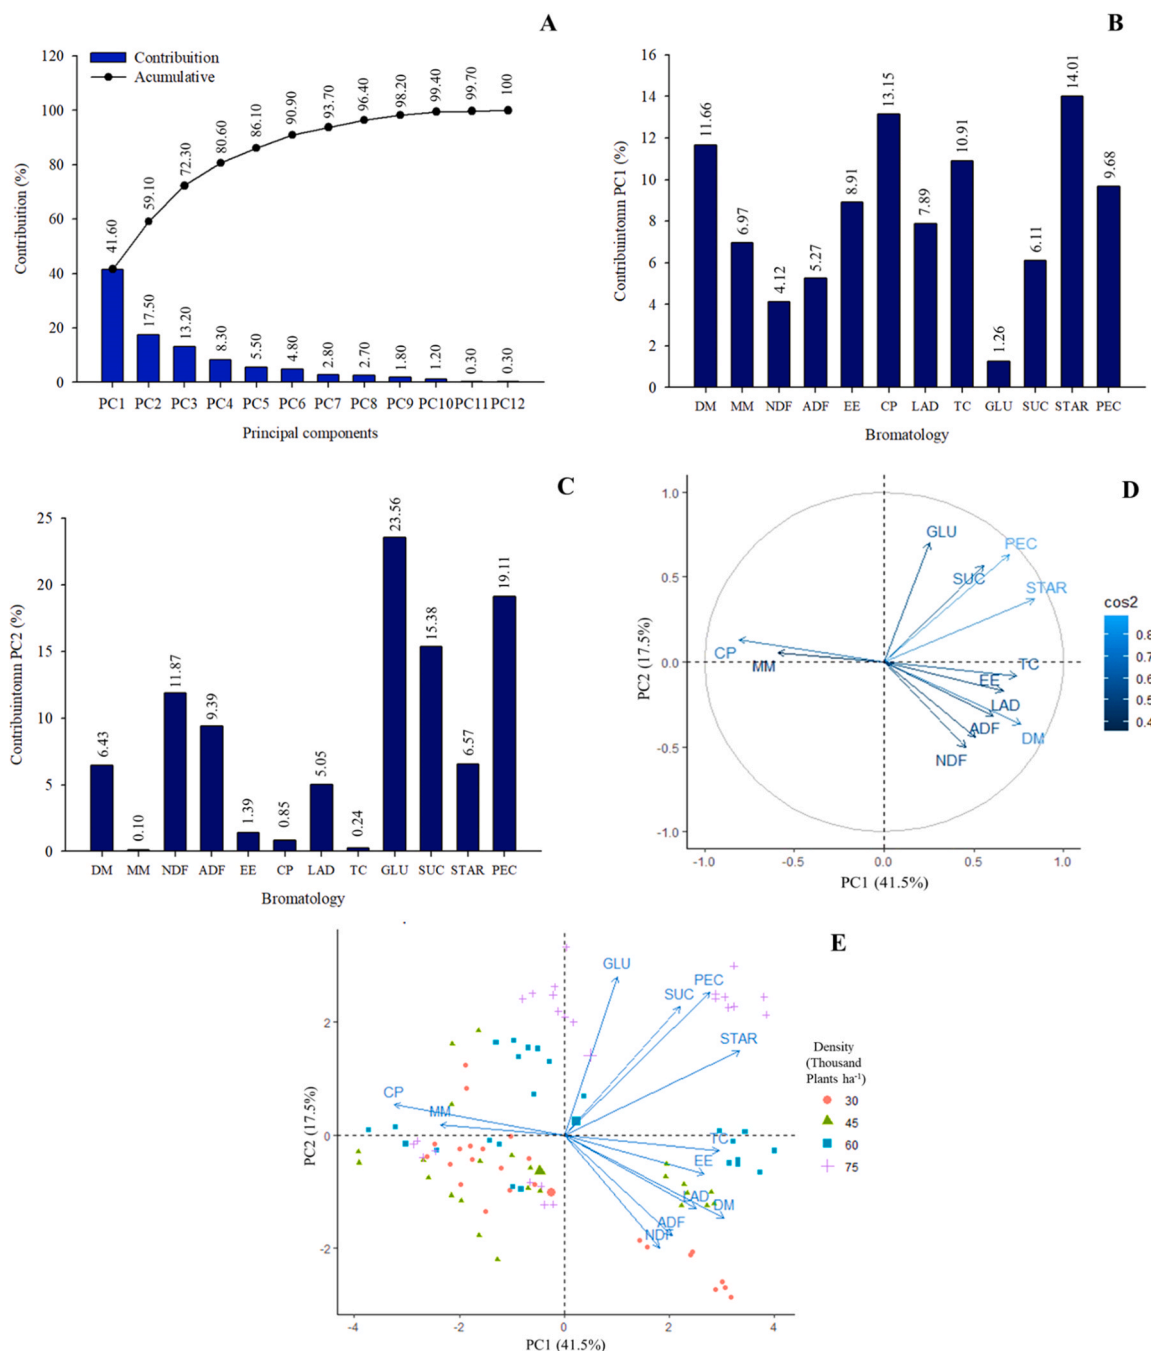 A
Contribuition
Acumulative
120
100
80
60
40
20
0
Contribuition (%)
41.60
59.10
72.30
80.60
86.10
90.90
93.70
96.40
98.20
99.40
99.70
100
17.50
13.20
8.30
5.50
4.80
2.80
2.70
1.80
1.20
0.30
0.30
PC1 PC2 PC3 PC4 PC5 PC6 PC7 PC8 PC9 PC10 PC11 PC12
Principal components
B
16
14
12
10
8
6
4
2
0
Contribuintomn PC1 (%)
11.66
6.97
4.12
5.27
8.91
13.15
7.89
10.91
1.26
6.11
14.01
9.68
DM MM NDF ADF EE CP LAD TC GLU SUC STAR PEC
Bromatology
C
25
20
15
10
5
0
Contribuintomn PC2 (%)
6.43
0.10
11.87
9.39
1.39
0.85
5.05
0.24
23.56
15.38
6.57
19.11
DM MM NDF ADF EE CP LAD TC GLU SUC STAR PEC
Bromatology
D
1.0
0.5
0.0
-0.5
-1.0
PC2 (17.5%)
GLU
PEC
SUC
STAR
CP
MM
TC
EE
LAD
ADF
DM
NDF
-1.0 -0.5 0.0 0.5 1.0
PC1 (41.5%)
cos2
0.8
0.7
0.6
0.5
0.4
E
2
0
-2
PC2 (17.5%)
GLU
PEC
SUC
STAR
CP
MM
TC
EE
LAD
DM
ADF
NDF
-4 -2 0 2 4
PC1 (41.5%)
Density
(Thousand
Plants ha⁻¹)
30
45
60
75